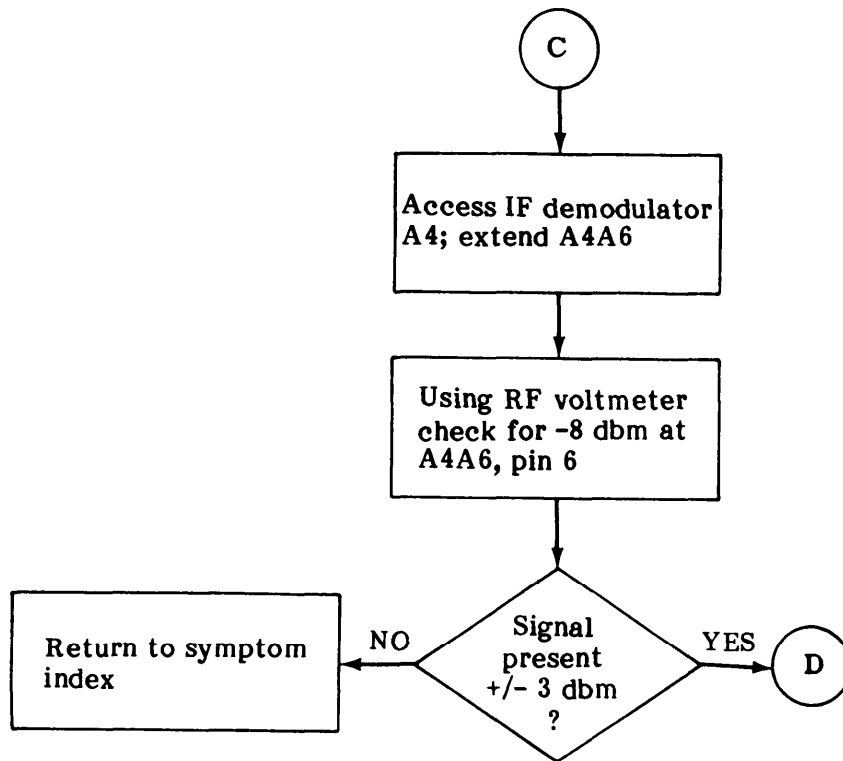 C
Access IF demodulator
A4; extend A4A6
Using RF voltmeter
check for -8 dbm at
A4A6, pin 6
Signal
present
+/- 3 dbm
?
NO
Return to symptom
index
YES
D